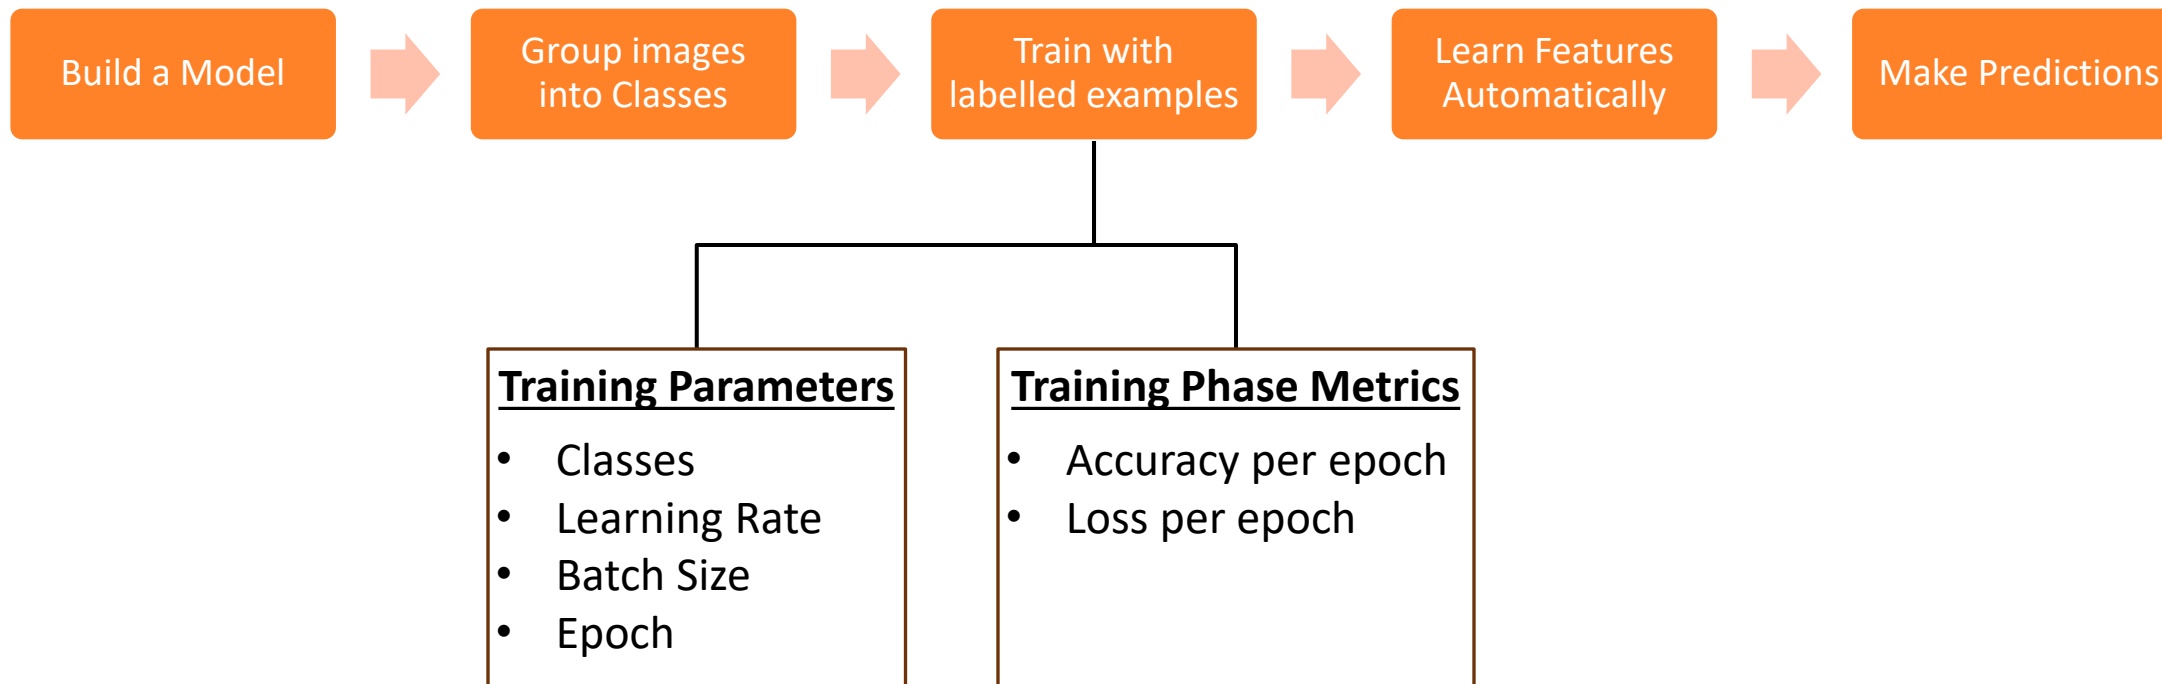 Build a Model
Group images
into Classes
Train with
labelled examples
Learn Features
Automatically
Make Predictions
Training Parameters
• Classes
• Learning Rate
• Batch Size
• Epoch
Training Phase Metrics
• Accuracy per epoch
• Loss per epoch